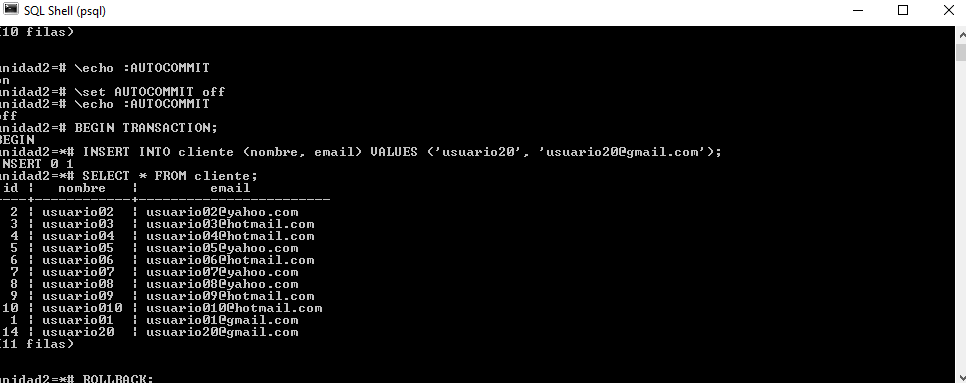 SQL Shell (psql)
(10 filas)
unidad2=# \echo :AUTOCOMMIT
on
unidad2=# \set AUTOCOMMIT off
unidad2=# \echo :AUTOCOMMIT
off
unidad2=# BEGIN TRANSACTION;
BEGIN
unidad2=*# INSERT INTO cliente (nombre, email) VALUES ('usuario20', 'usuario20@gmail.com');
INSERT 0 1
unidad2=*# SELECT * FROM cliente;
id | nombre | email
----+------------+------------------------
2 | usuario02 | usuario02@yahoo.com
3 | usuario03 | usuario03@hotmail.com
4 | usuario04 | usuario04@hotmail.com
5 | usuario05 | usuario05@yahoo.com
6 | usuario06 | usuario06@hotmail.com
7 | usuario07 | usuario07@yahoo.com
8 | usuario08 | usuario08@yahoo.com
9 | usuario09 | usuario09@hotmail.com
10 | usuario010 | usuario010@hotmail.com
1 | usuario01 | usuario01@gmail.com
14 | usuario20 | usuario20@gmail.com
(11 filas)
unidad2=*# ROLLBACK;